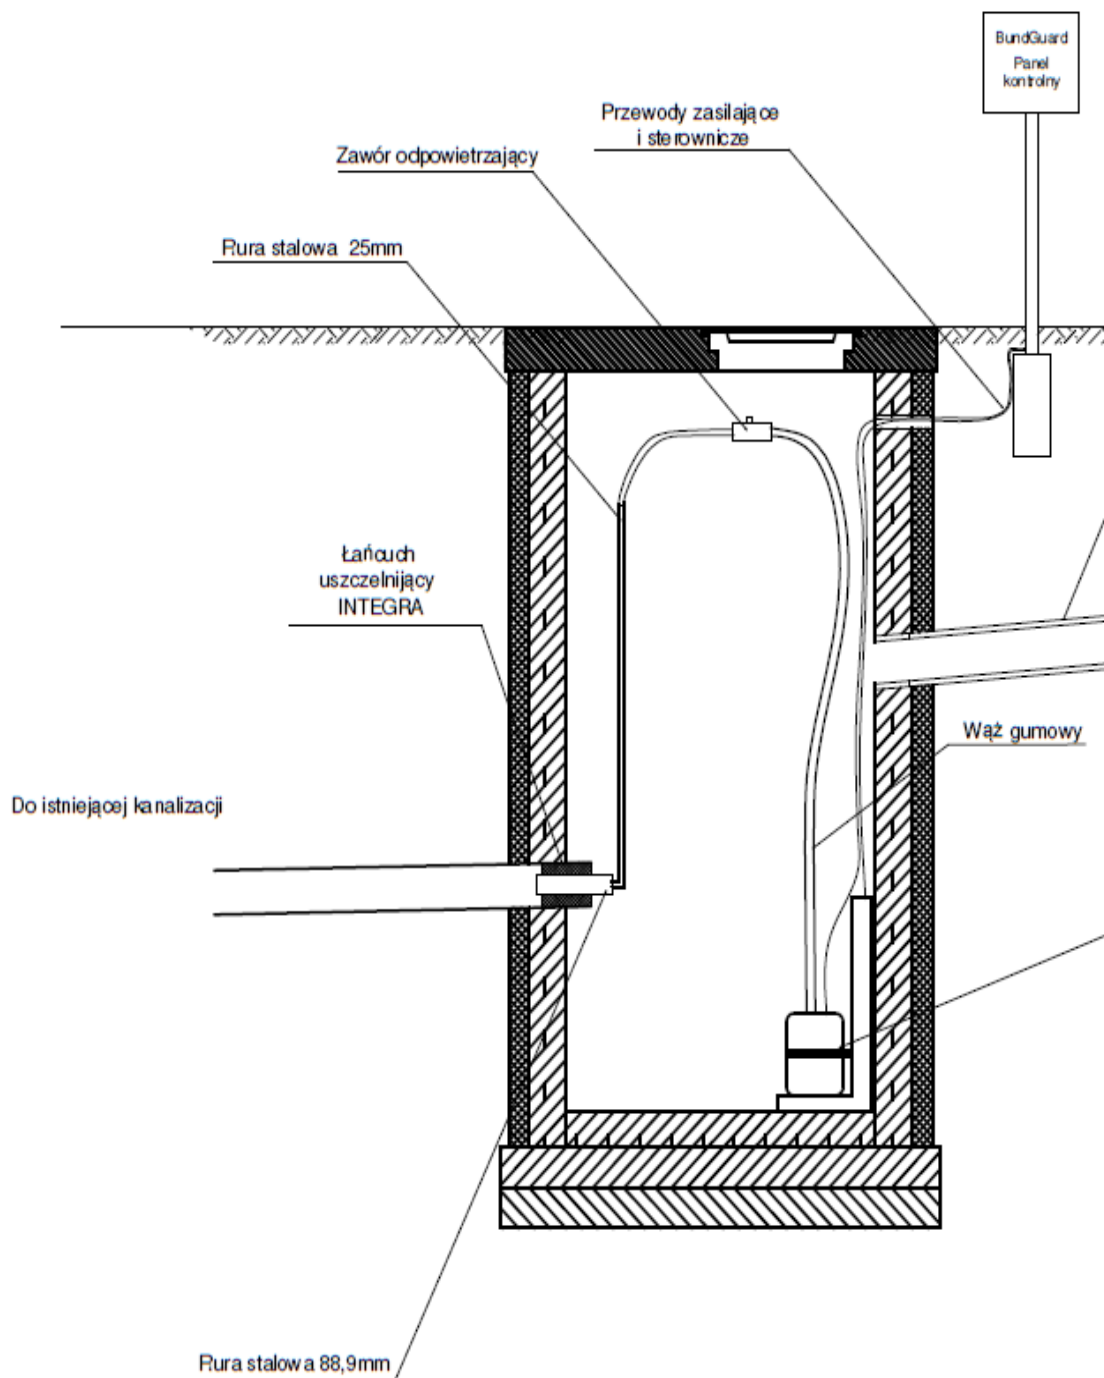 BundGuard
Panel
kontrolny
Przewody zasilające
i sterownicze
Zawór odpowietrzający
Rura stalowa 25mm
Łańcuch
uszczelnijący
INTEGRA
Wąż gumowy
Do istniejącej kanalizacji
Rura stalowa 88,9mm